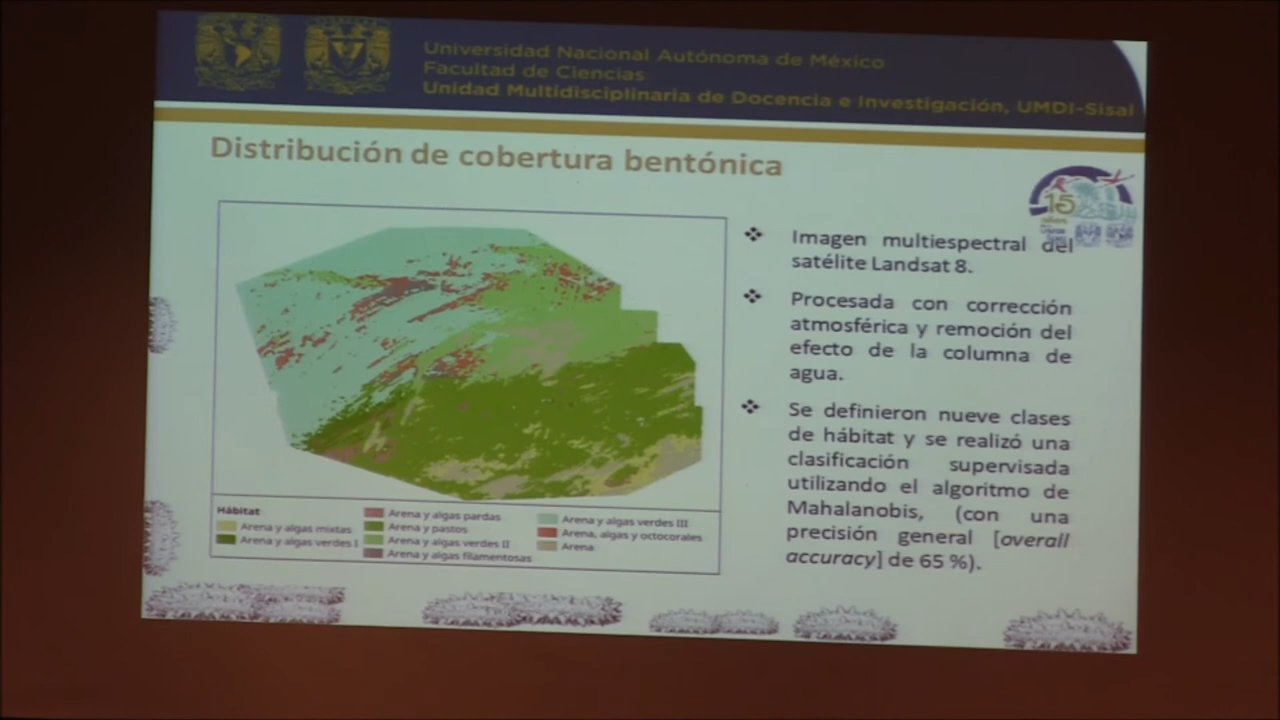 Universidad Nacional Autónoma de México
Facultad de Ciencias
Unidad Multidisciplinaria de Docencia e Investigación, UMDI-Sisal
Distribución de cobertura bentónica
15
años
❖ Imagen multiespectral del
satélite Landsat 8.
❖ Procesada con corrección
atmosférica y remoción del
efecto de la columna de
agua.
❖ Se definieron nueve clases
de hábitat y se realizó una
clasificación supervisada
utilizando el algoritmo de
Mahalanobis, (con una
precisión general [overall
accuracy] de 65 %).
Hábitat
Arena y algas mixtas
Arena y algas verdes I
Arena y algas pardas
Arena y pastos
Arena y algas verdes II
Arena y algas filamentosas
Arena y algas verdes III
Arena, algas y octocorales
Arena